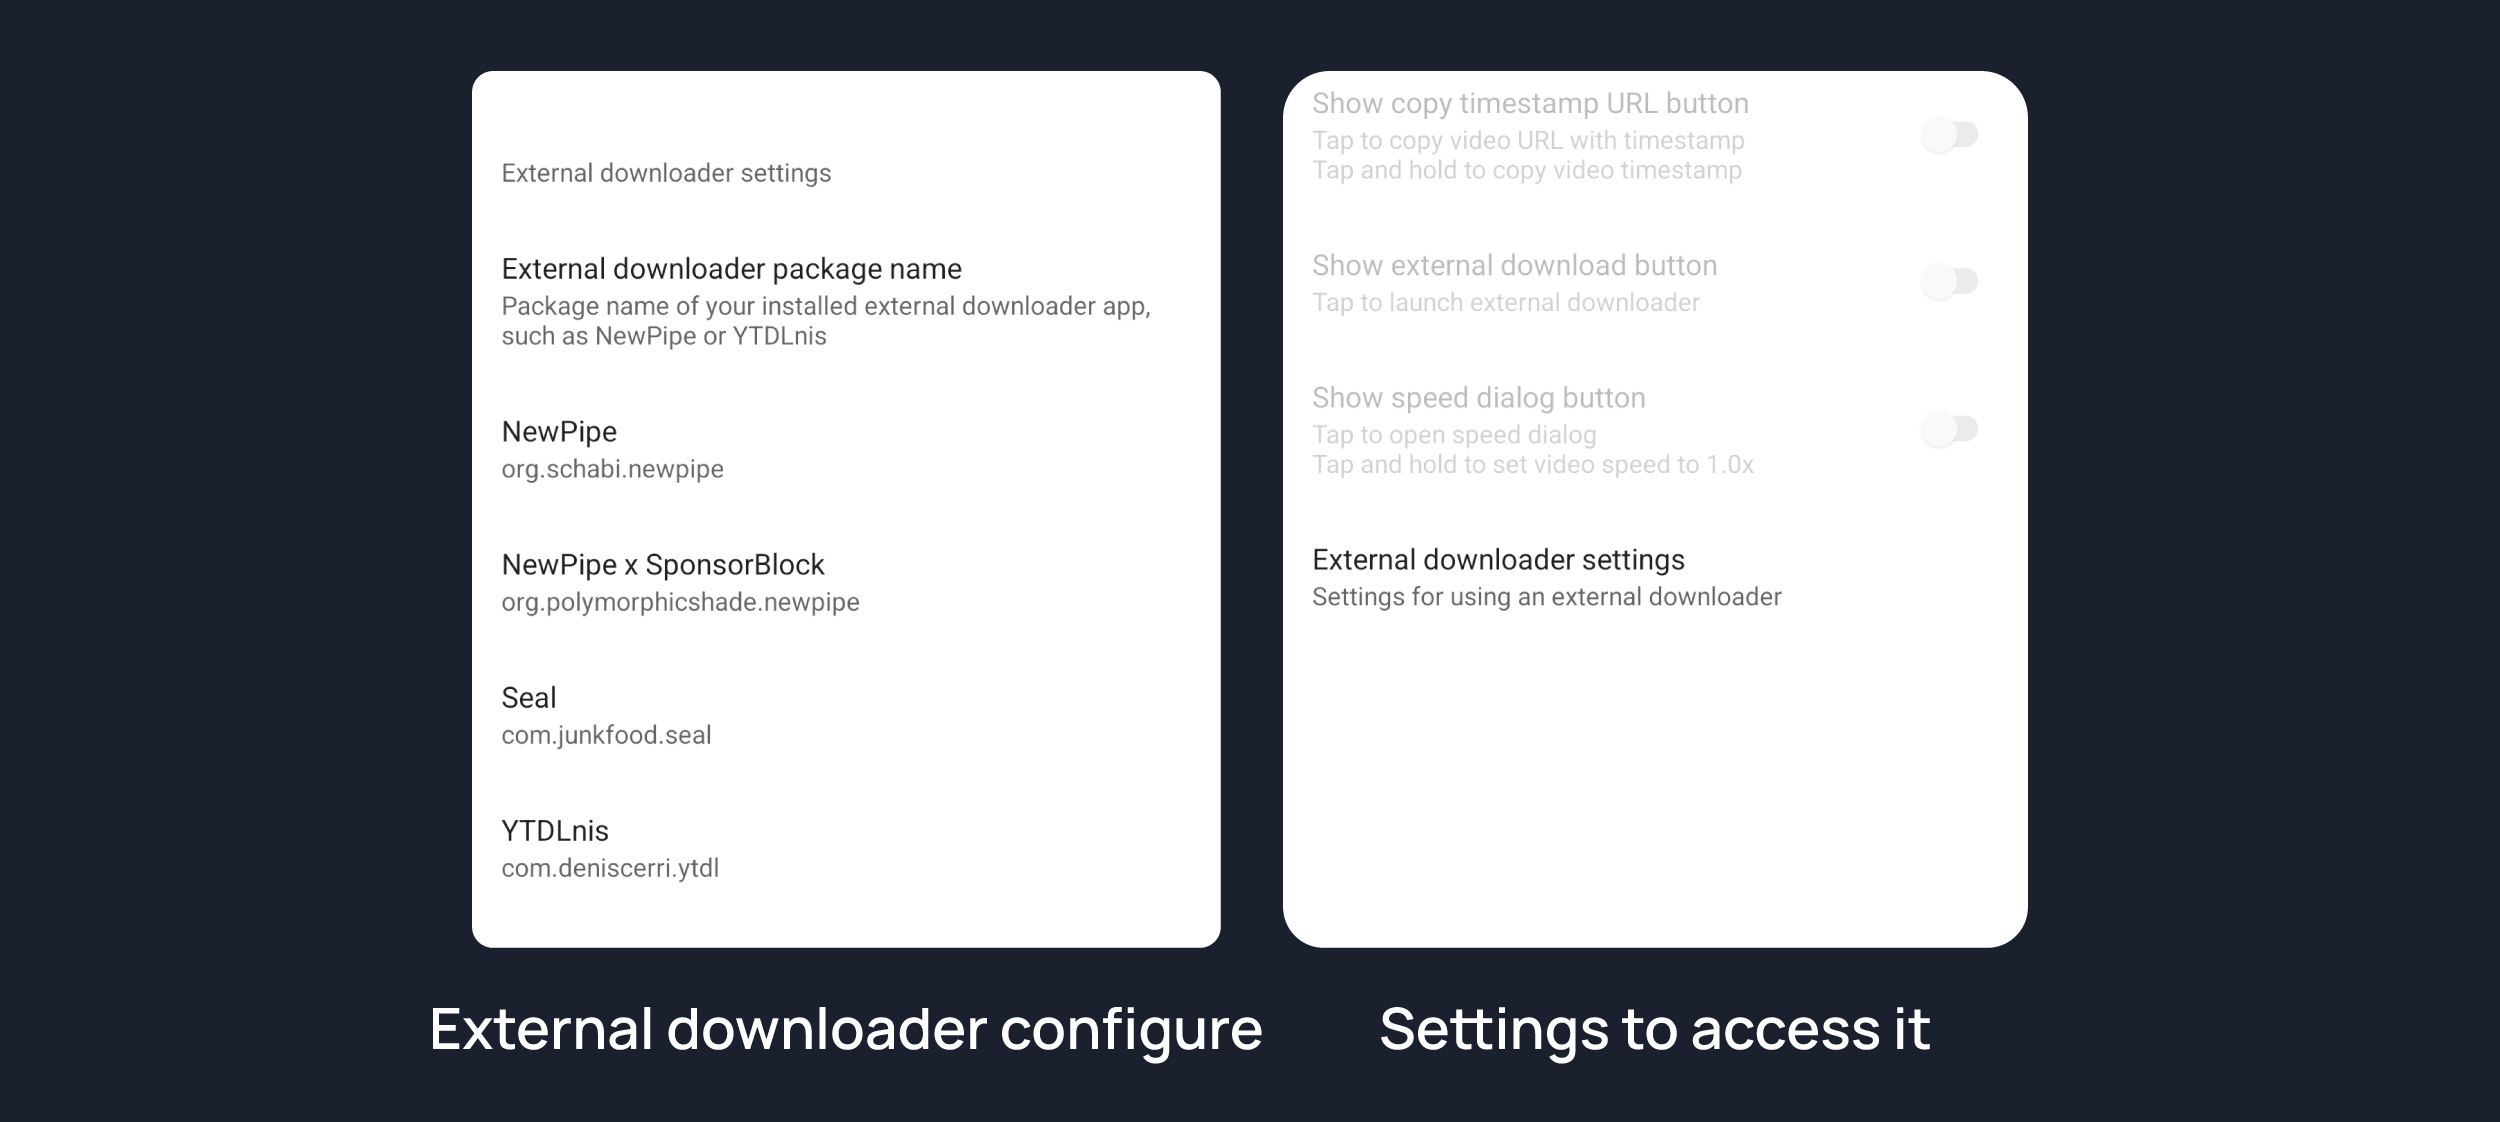 External downloader settings
External downloader package name
Package name of your installed external downloader app,
such as NewPipe or YTDLnis
NewPipe
org.schabi.newpipe
NewPipe x SponsorBlock
org.polymorphicshade.newpipe
Seal
com.junkfood.seal
YTDLnis
com.deniscerri.ytdl
External downloader configure
Show copy timestamp URL button
Tap to copy video URL with timestamp
Tap and hold to copy video timestamp
Show external download button
Tap to launch external downloader
Show speed dialog button
Tap to open speed dialog
Tap and hold to set video speed to 1.0x
External downloader settings
Settings for using an external downloader
Settings to access it